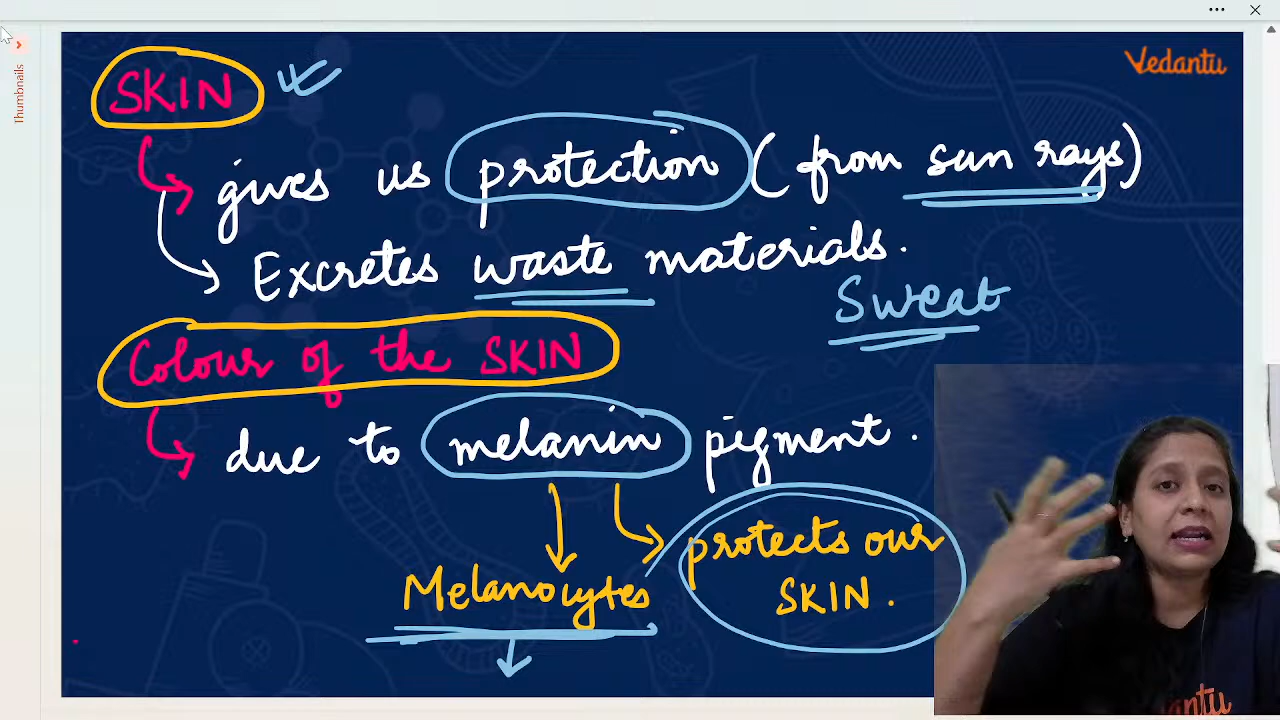 Thumbnails
Vedantu
SKIN
gives us protection (from sun rays)
Excretes waste materials.
Sweat
Colour of the SKIN
due to melanin pigment.
Melanocytes
protects our
SKIN.
Vedantu